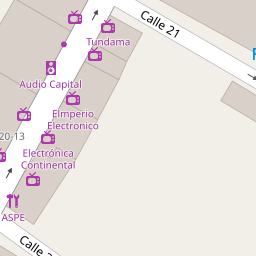 Calle 21
Tundama
Audio Capital
Elmperio
Electronico
20-13
Electrónica
Continental
ASPE
Calle